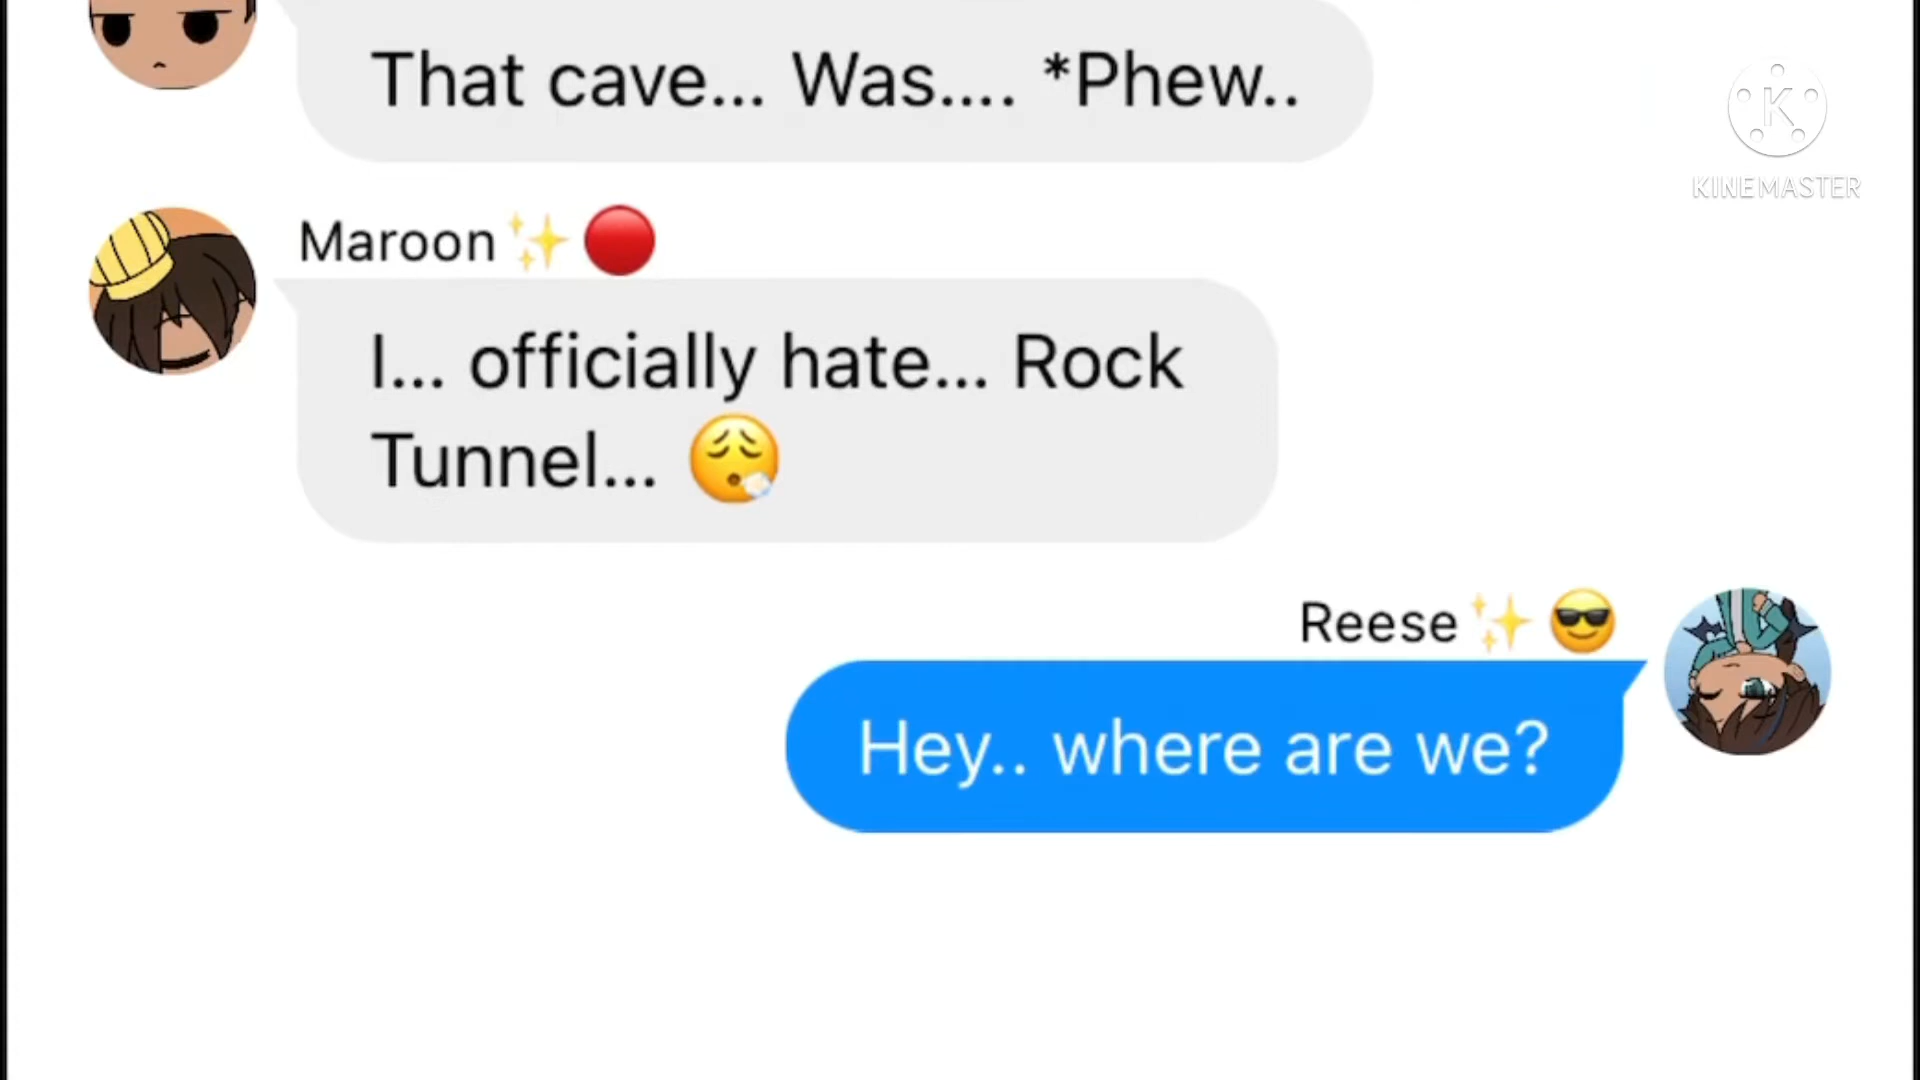 That cave... Was.... *Phew..
K
KINEMASTER
Maroon✨🔴
I... officially hate... Rock
Tunnel... 😮‍💨
Reese✨😎
Hey.. where are we?